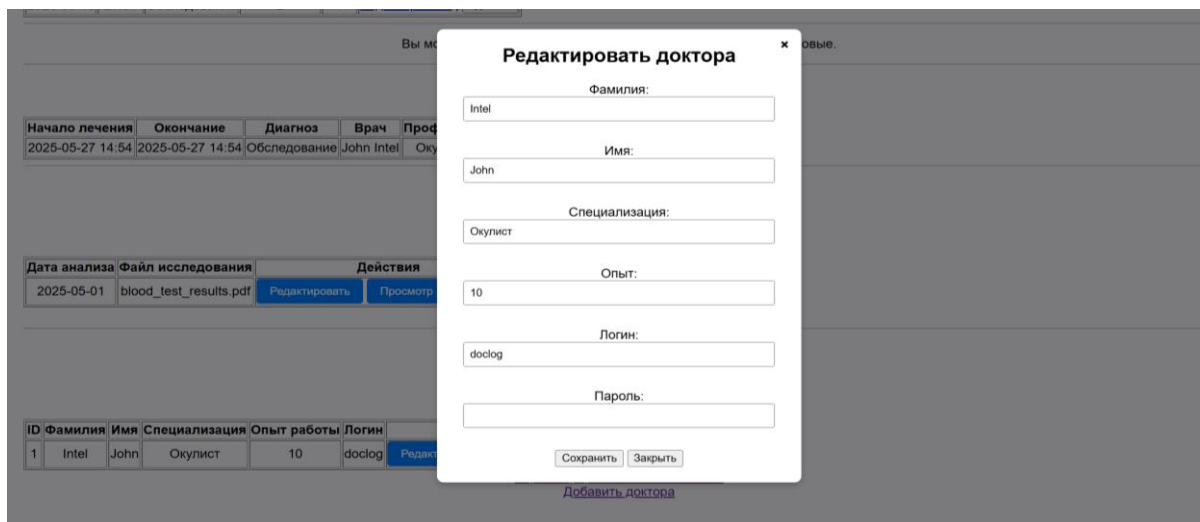 Вы
овые.
Редактировать доктора
×
Фамилия:
Intel
Имя:
John
Специализация:
Окулист
Опыт:
10
Логин:
doclog
Пароль:
Сохранить Закрыть
Начало лечения Окончание Диагноз Врач Проф
2025-05-27 14:54 2025-05-27 14:54 Обследование John Intel Оку
Дата анализа Файл исследования Действия
2025-05-01 blood_test_results.pdf Редактировать Просмотр
ID Фамилия Имя Специализация Опыт работы Логин
1 Intel John Окулист 10 doclog Редакт
Добавить доктора